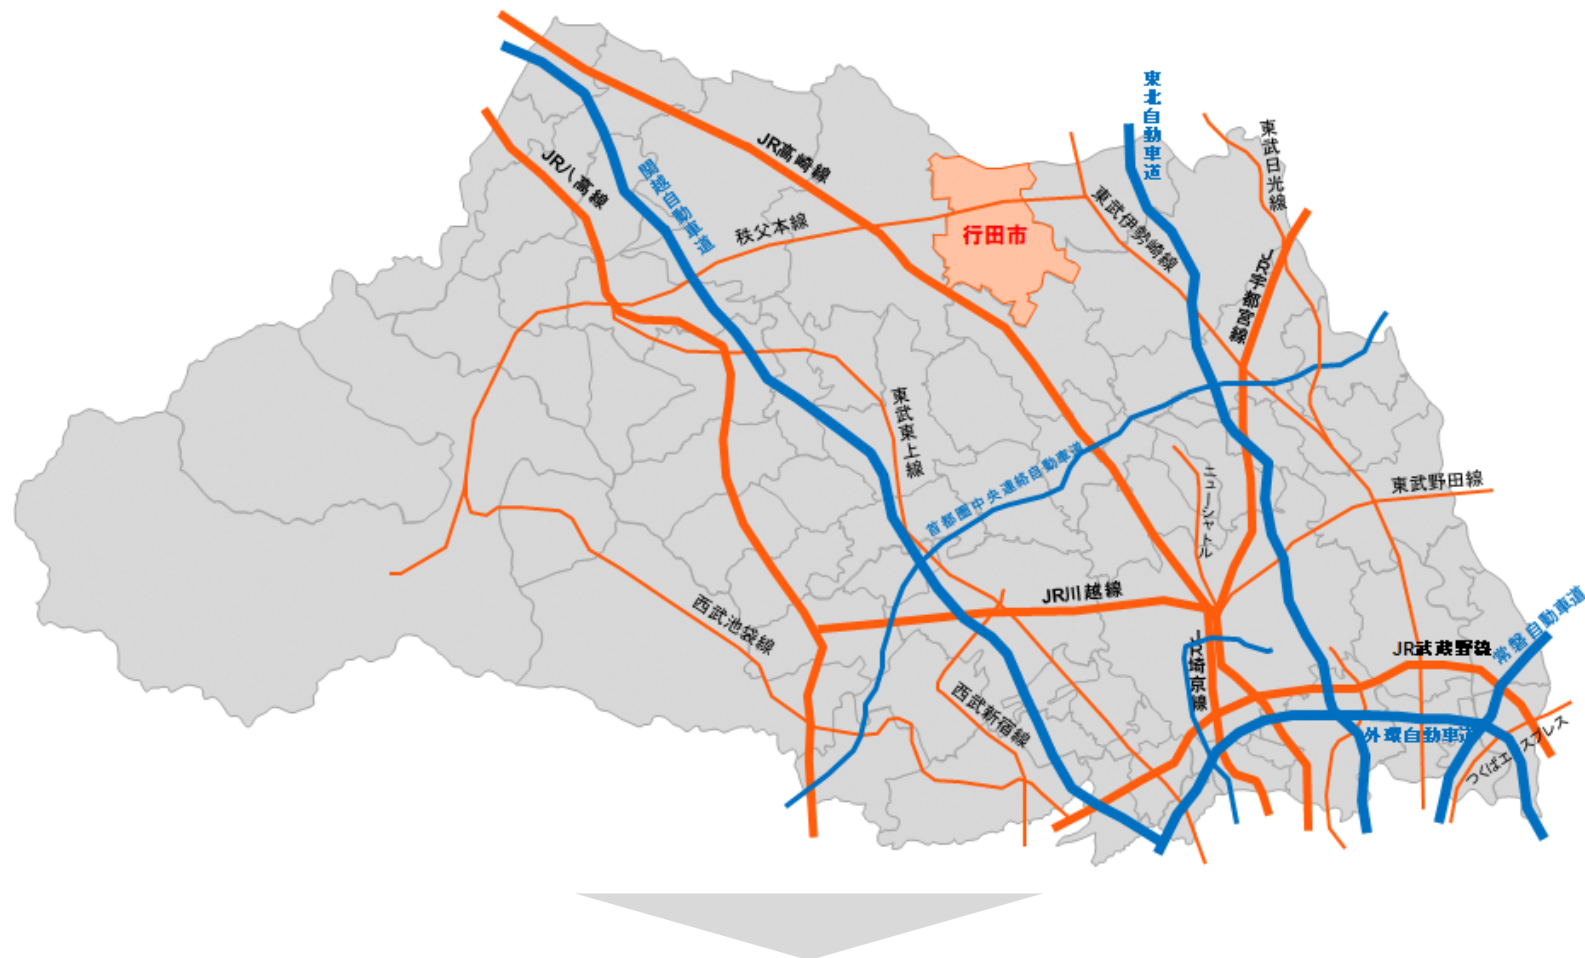 東北自動車道
東武日光線
JR高崎線
JR八高線
関越自動車道
東武伊勢崎線
秩父本線
行田市
JR宇都宮線
東武東上線
首都圏中央連絡自動車道
ニューシャトル
東武野田線
JR川越線
西武池袋線
常磐自動車道
JR武蔵野線
JR埼京線
西武新宿線
外環自動車道
つくばエクスプレス